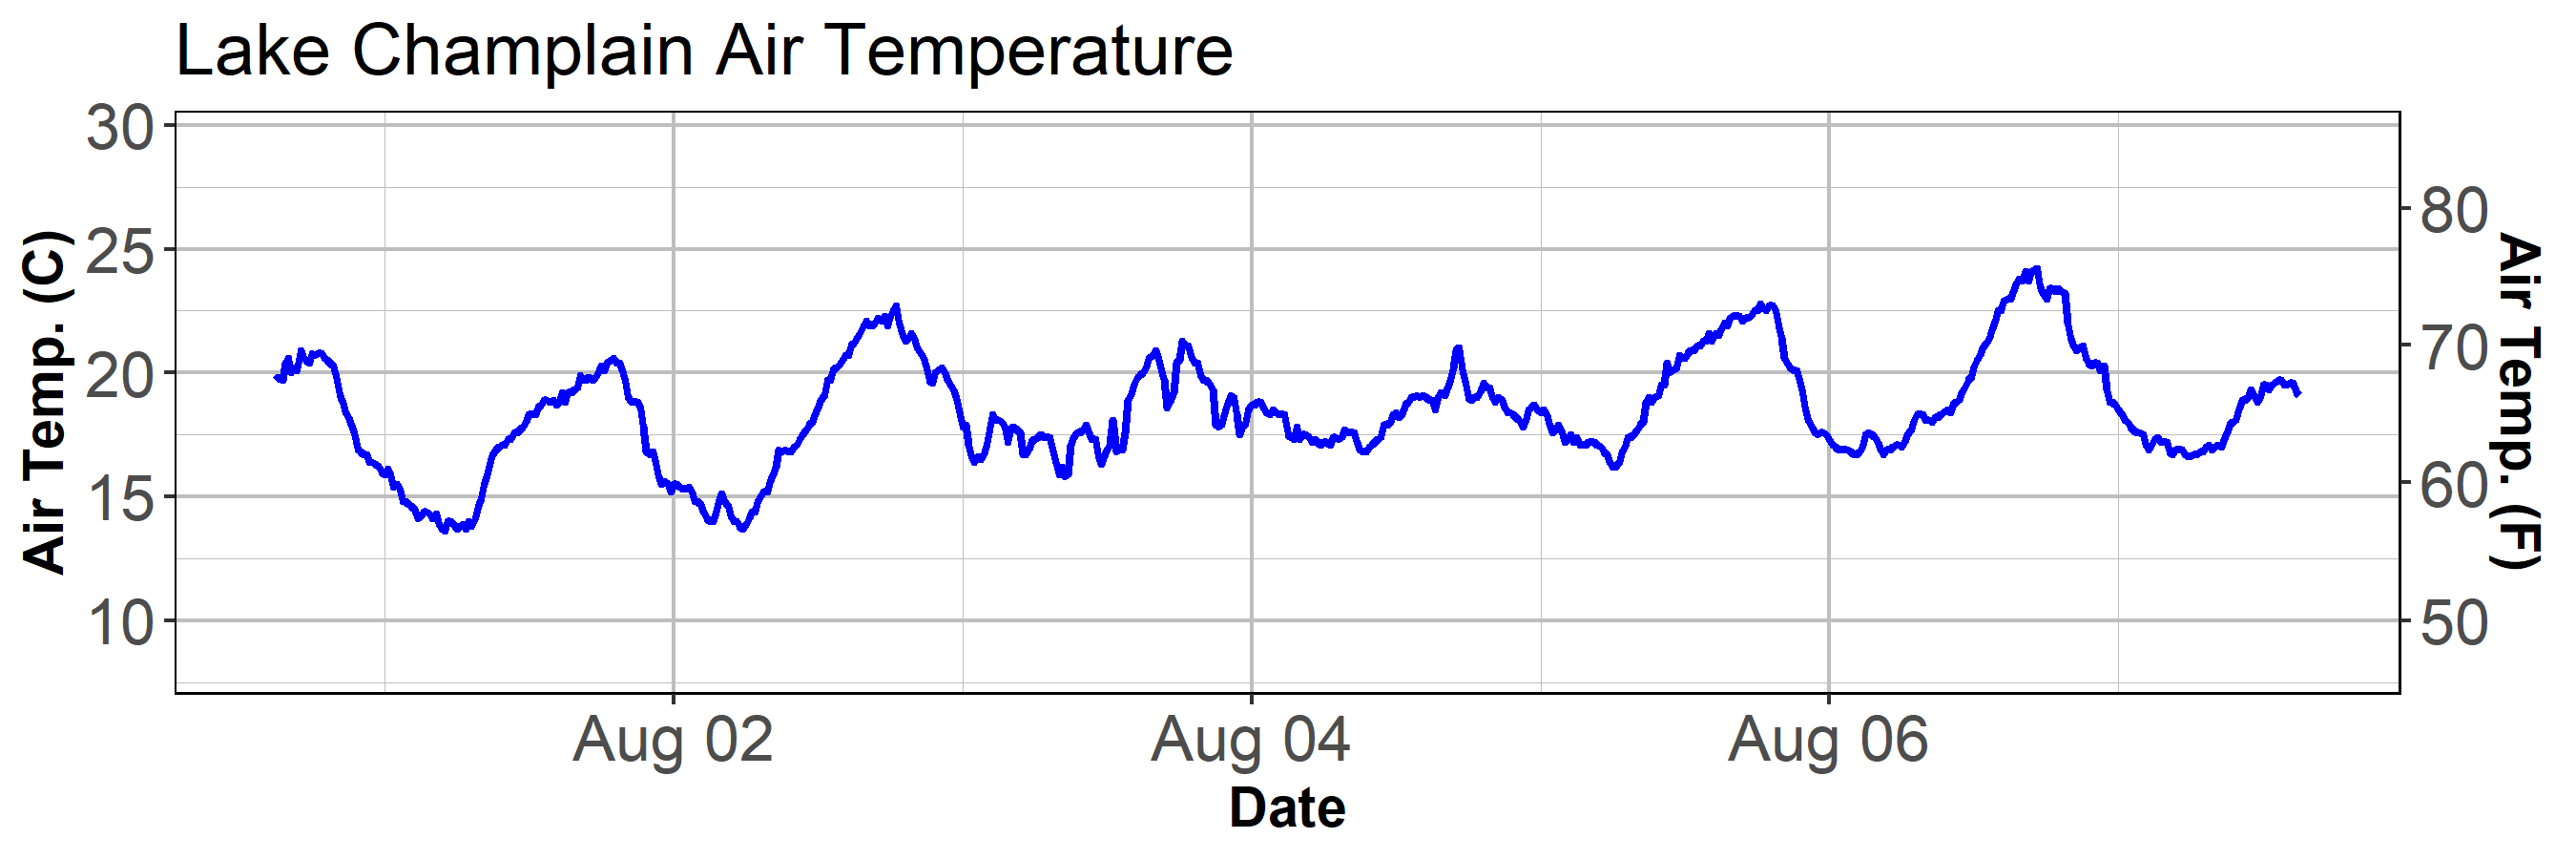 Lake Champlain Air Temperature
30
25
20
15
10
Air Temp. (C)
80
70
60
50
Air Temp. (F)
Aug 02
Aug 04
Aug 06
Date